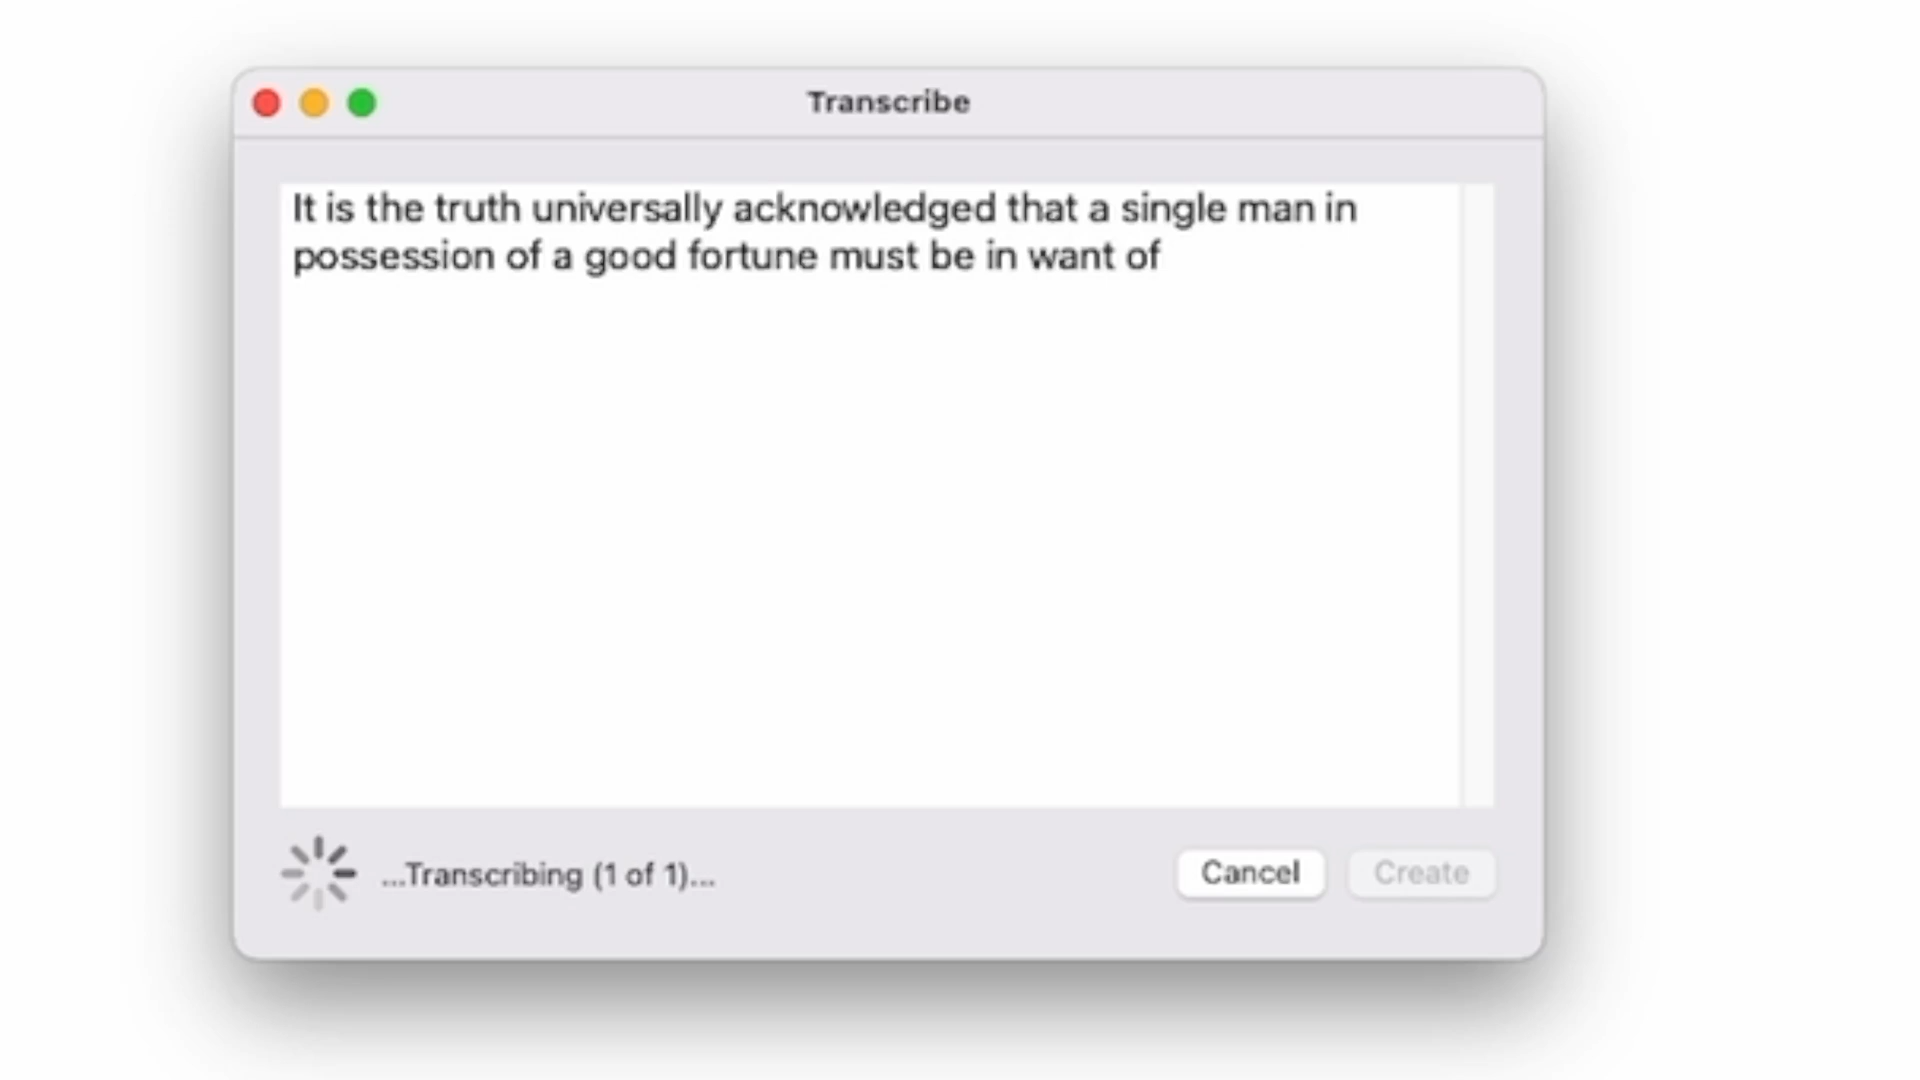 Transcribe
It is the truth universally acknowledged that a single man in
possession of a good fortune must be in want of
...Transcribing (1 of 1)...
Cancel
Create